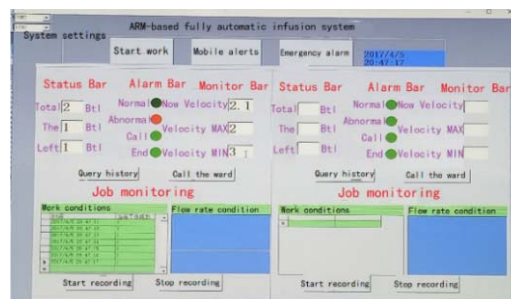 ARM-based fully automatic infusion system
System settings
Start work Mobile alerts Emergency alarm 2017/4/5
20:47:17
Status Bar Alarm Bar Monitor Bar
Total 2 Btl Normal Now Velocity 2.1
Abnormal
The 1 Btl Velocity MAX 2
Call
Left 1 Btl End Velocity MIN 3
Query history Call the ward
Job monitoring
Work conditions Flow rate condition
Start recording Stop recording
Status Bar Alarm Bar Monitor Bar
Total Btl Normal Now Velocity
Abnormal
The Btl Velocity MAX
Call
Left Btl End Velocity MIN
Query history Call the ward
Job monitoring
Work conditions Flow rate condition
Start recording Stop recording